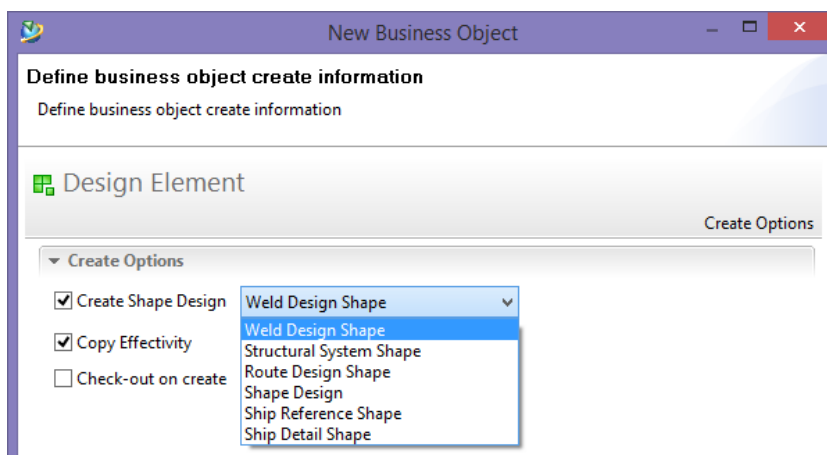 New Business Object
Define business object create information
Define business object create information
Design Element
Create Options
Create Options
Create Shape Design Weld Design Shape
Weld Design Shape
Copy Effectivity
Structural System Shape
Route Design Shape
Check-out on create
Shape Design
Ship Reference Shape
Ship Detail Shape